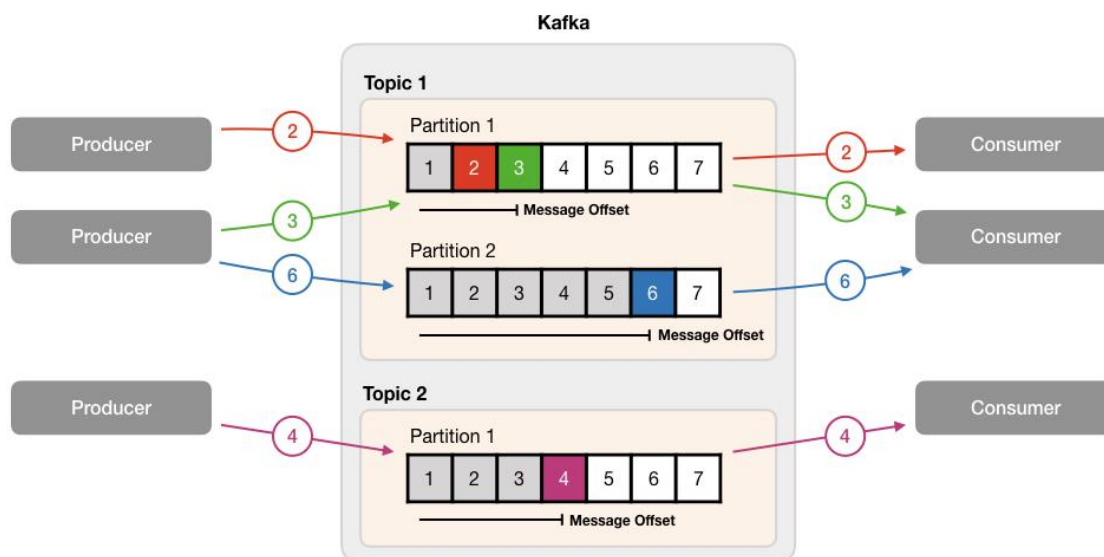 Kafka
Topic 1
Partition 1
Producer
2
1 2 3 4 5 6 7
2
Consumer
3
Message Offset
3
Producer
Consumer
Partition 2
6
1 2 3 4 5 6 7
6
Message Offset
Topic 2
Producer
Consumer
4
Partition 1
4
1 2 3 4 5 6 7
Message Offset